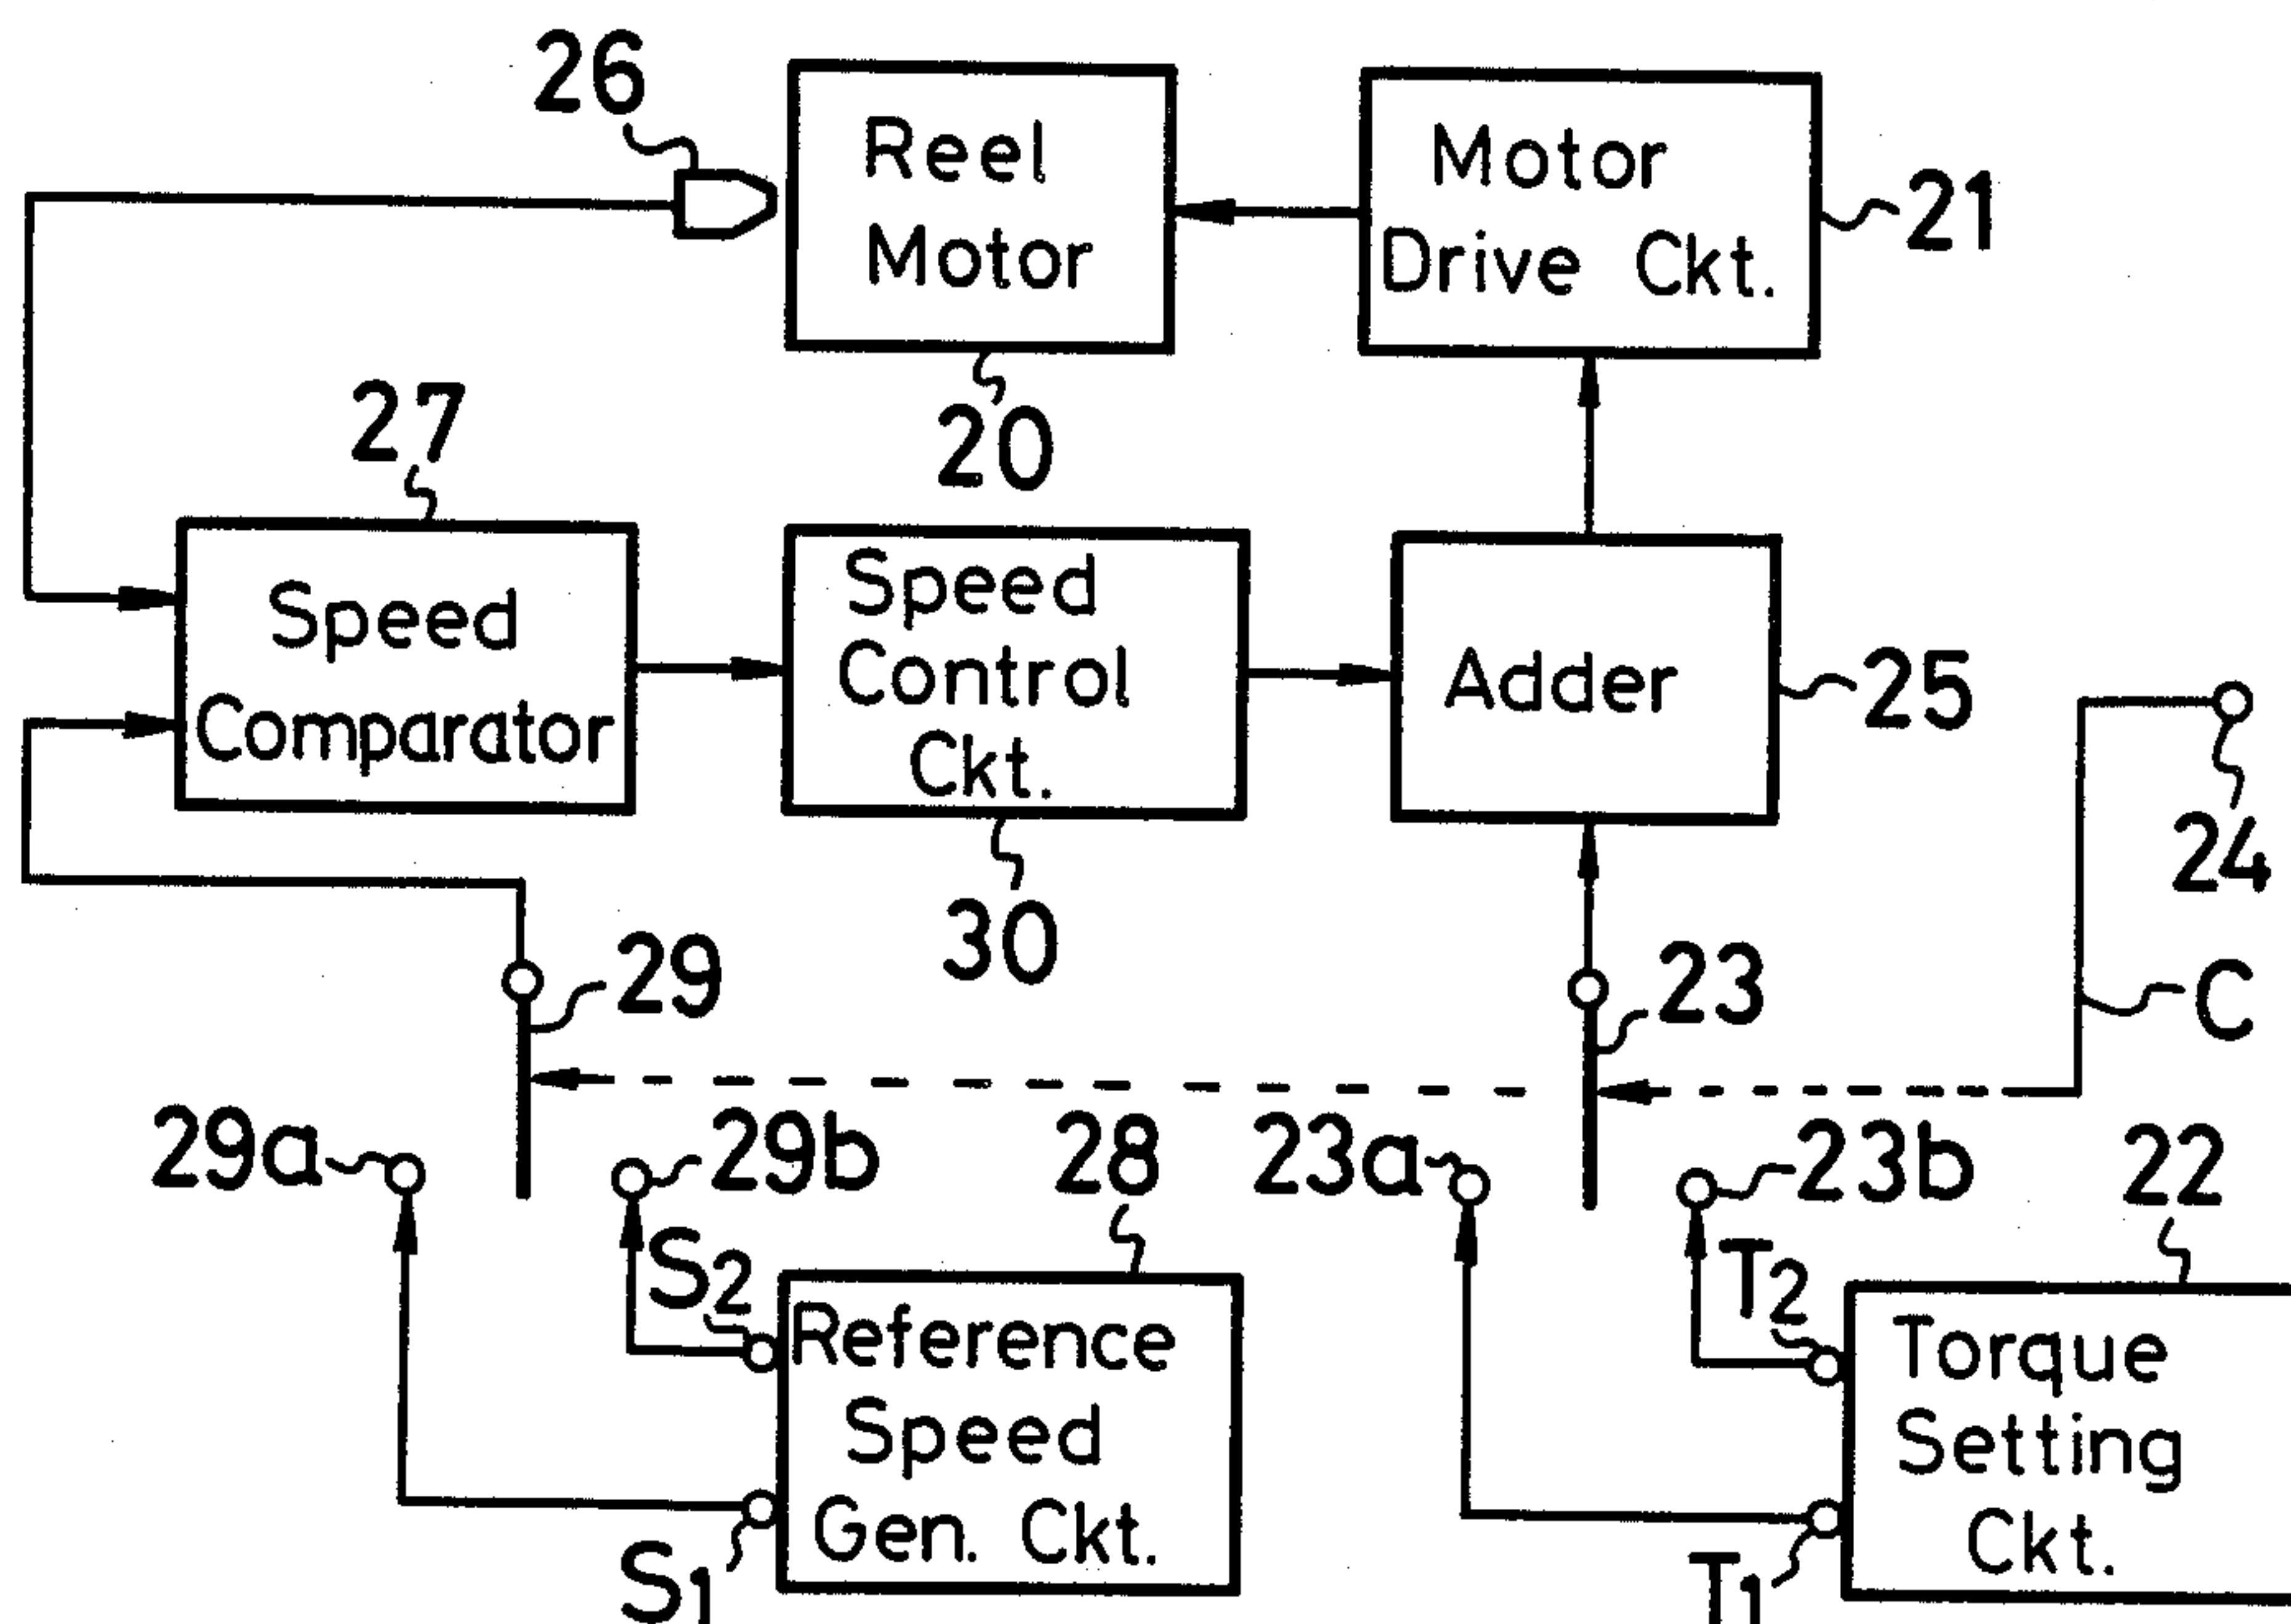 26
Reel
Motor
Motor
Drive Ckt.
21
20
27
Speed
Comparator
Speed
Control
Ckt.
Adder
25
24
30
29
23
C
29a
29b
28
23a
23b
22
S2
Reference
Speed
Gen. Ckt.
S1
T2
Torque
Setting
Ckt.
T1